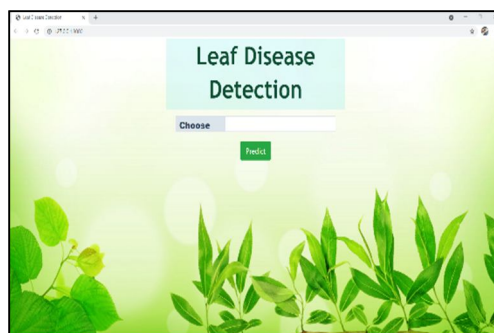 Leaf Disease Detection
Leaf Disease
Detection
Choose
Predict